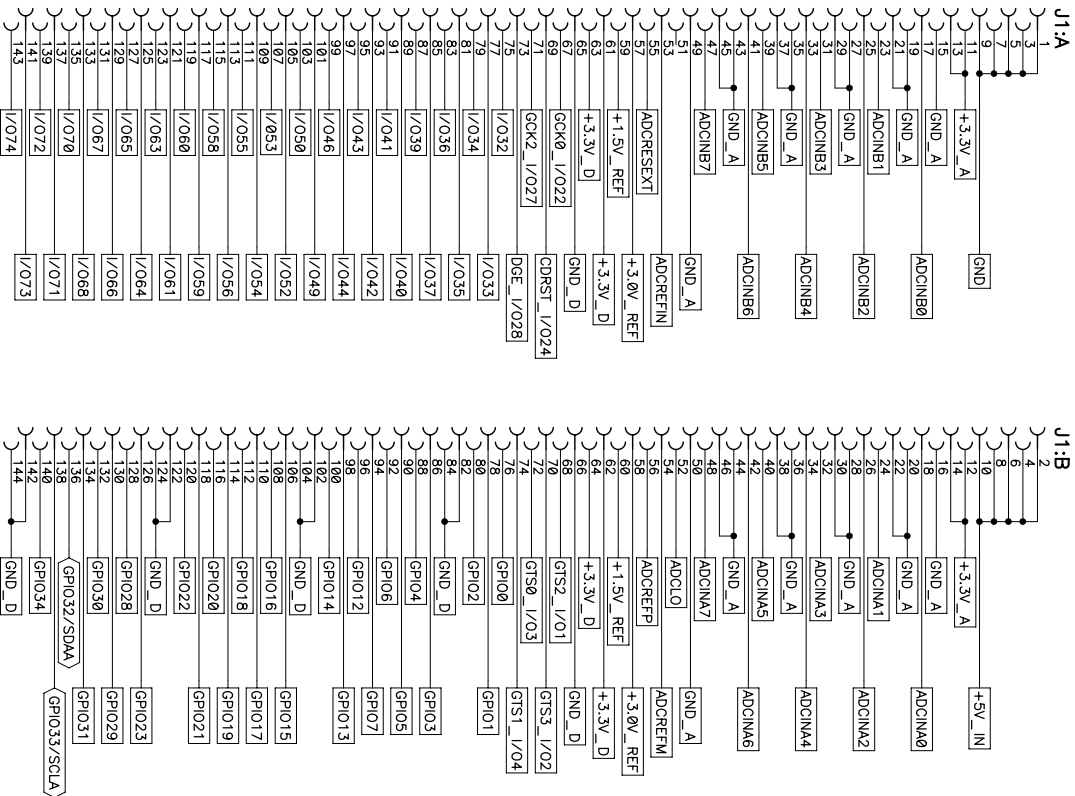 J1:A
1
3
5
7
9 GND
11 +3.3V_A
13
15 GND_A
17 ADCINB0
19 GND_A
21
23 ADCINB1
25 ADCINB2
27 GND_A
29
31 ADCINB3
33 ADCINB4
35 GND_A
37
39 ADCINB5
41 ADCINB6
43 GND_A
45
47 ADCINB7
49 GND_A
51
53 ADCREFIN
55 ADCRESEXT
57 +3.0V_REF
59 +1.5V_REF
61 +3.3V_D
63 +3.3V_D
65 GND_D
67 GCK0_I/O22
69 CDRST_I/O24
71 GCK2_I/O27
73 DGE_I/O28
75 I/O32
77 I/O33
79 I/O34
81 I/O35
83 I/O36
85 I/O37
87 I/O39
89 I/O40
91 I/O41
93 I/O42
95 I/O43
97 I/O44
99 I/O46
101 I/O49
103 I/O50
105 I/O52
107 I/O53
109 I/O54
111 I/O55
113 I/O56
115 I/O58
117 I/O59
119 I/O60
121 I/O61
123 I/O63
125 I/O64
127 I/O65
129 I/O66
131 I/O67
133 I/O68
135 I/O70
137 I/O71
139 I/O72
141 I/O73
143 I/O74
J1:B
2
4
6
8
10 +5V_IN
12 +3.3V_A
14
16 GND_A
18 ADCINA0
20 GND_A
22
24 ADCINA1
26 ADCINA2
28 GND_A
30
32 ADCINA3
34 ADCINA4
36 GND_A
38
40 ADCINA5
42 ADCINA6
44 GND_A
46
48 ADCINA7
50 GND_A
52 ADCLO
54 ADCREFM
56 ADCREFP
58 +3.0V_REF
60 +1.5V_REF
62 +3.3V_D
64 +3.3V_D
66 GND_D
68 GTS2_I/O1
70 GTS3_I/O2
72 GTS0_I/O3
74 GTS1_I/O4
76 GPIO0
78 GPIO1
80 GPIO2
82
84 GND_D
86 GPIO3
88 GPIO4
90 GPIO5
92 GPIO6
94 GPIO7
96 GPIO12
98 GPIO13
100 GPIO14
102
104 GND_D
106 GPIO15
108 GPIO16
110 GPIO17
112 GPIO18
114 GPIO19
116 GPIO20
118 GPIO21
120 GPIO22
122
124 GND_D
126 GPIO23
128 GPIO28
130 GPIO29
132 GPIO30
134 GPIO31
136 GPIO32/SDAA
138 GPIO33/SCLA
140 GPIO34
142
144 GND_D